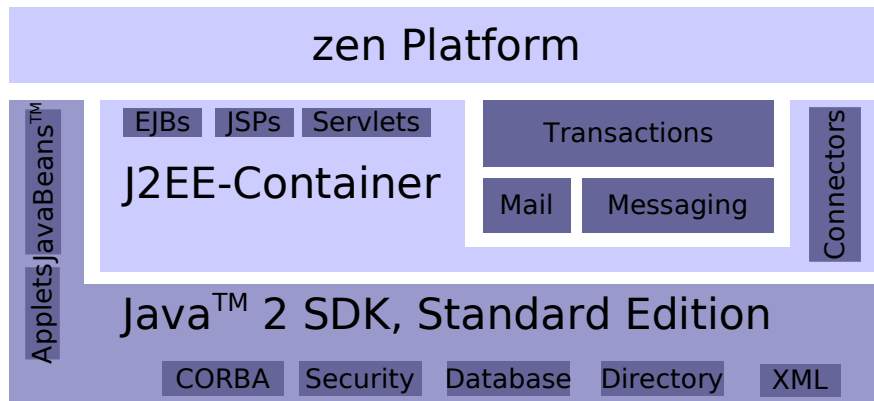 zen Platform
EJBs
JSPs
Servlets
Transactions
J2EE-Container
Mail
Messaging
Connectors
JavaBeans™
Applets
Java™ 2 SDK, Standard Edition
CORBA
Security
Database
Directory
XML